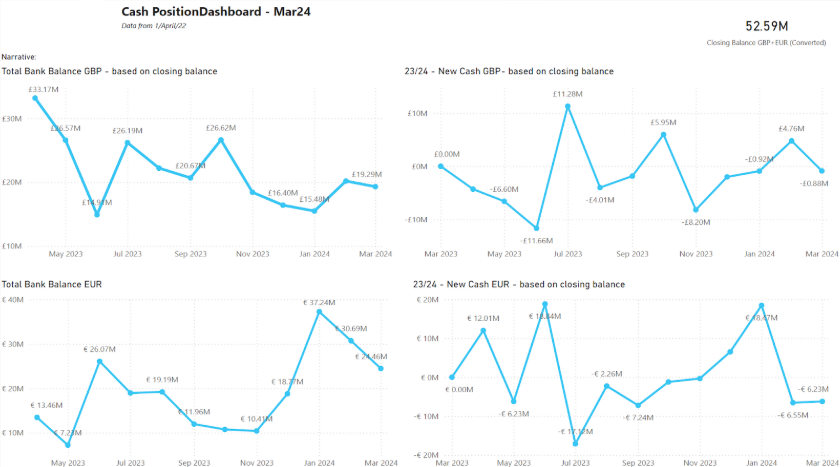 Cash PositionDashboard - Mar24
Data from 1/April/22
52.59M
Closing Balance GBP+EUR (Converted)
Narrative:
Total Bank Balance GBP - based on closing balance
£33.17M
£26.57M
£14.91M
£26.19M
£20.67M
£26.62M
£16.40M
£15.48M
£19.29M
£30M
£20M
£10M
May 2023
Jul 2023
Sep 2023
Nov 2023
Jan 2024
Mar 2024
23/24 - New Cash GBP- based on closing balance
£0.00M
-£6.60M
-£11.66M
£11.28M
-£4.01M
£5.95M
-£8.20M
-£0.92M
£4.76M
-£0.88M
£10M
£0M
-£10M
Mar 2023
May 2023
Jul 2023
Sep 2023
Nov 2023
Jan 2024
Mar 2024
Total Bank Balance EUR
€ 13.46M
€ 26.07M
€ 19.19M
€ 11.96M
€ 10.41M
€ 37.24M
€ 30.69M
€ 24.46M
€ 40M
€ 30M
€ 20M
€ 10M
May 2023
Jul 2023
Sep 2023
Nov 2023
Jan 2024
Mar 2024
23/24 - New Cash EUR - based on closing balance
€ 0.00M
€ 12.01M
-€ 6.23M
-€ 2.26M
-€ 7.24M
€ 18.47M
-€ 6.55M
-€ 6.23M
€ 20M
€ 10M
€ 0M
-€ 10M
-€ 20M
Mar 2023
May 2023
Jul 2023
Sep 2023
Nov 2023
Jan 2024
Mar 2024